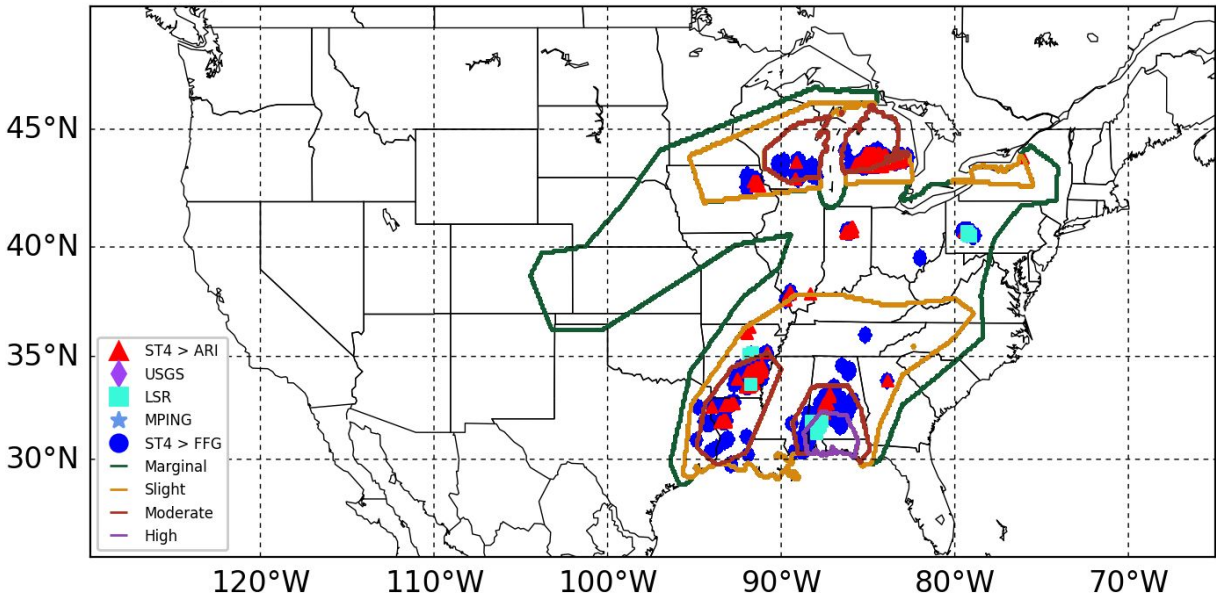 45°N
40°N
35°N
30°N
ST4 > ARI
USGS
LSR
MPING
ST4 > FFG
Marginal
Slight
Moderate
High
120°W 110°W 100°W 90°W 80°W 70°W